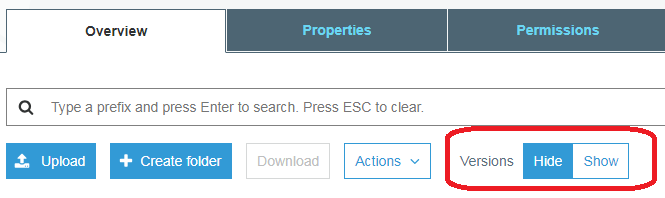 Overview Properties Permissions
Type a prefix and press Enter to search. Press ESC to clear.
Upload Create folder Download Actions Versions Hide Show